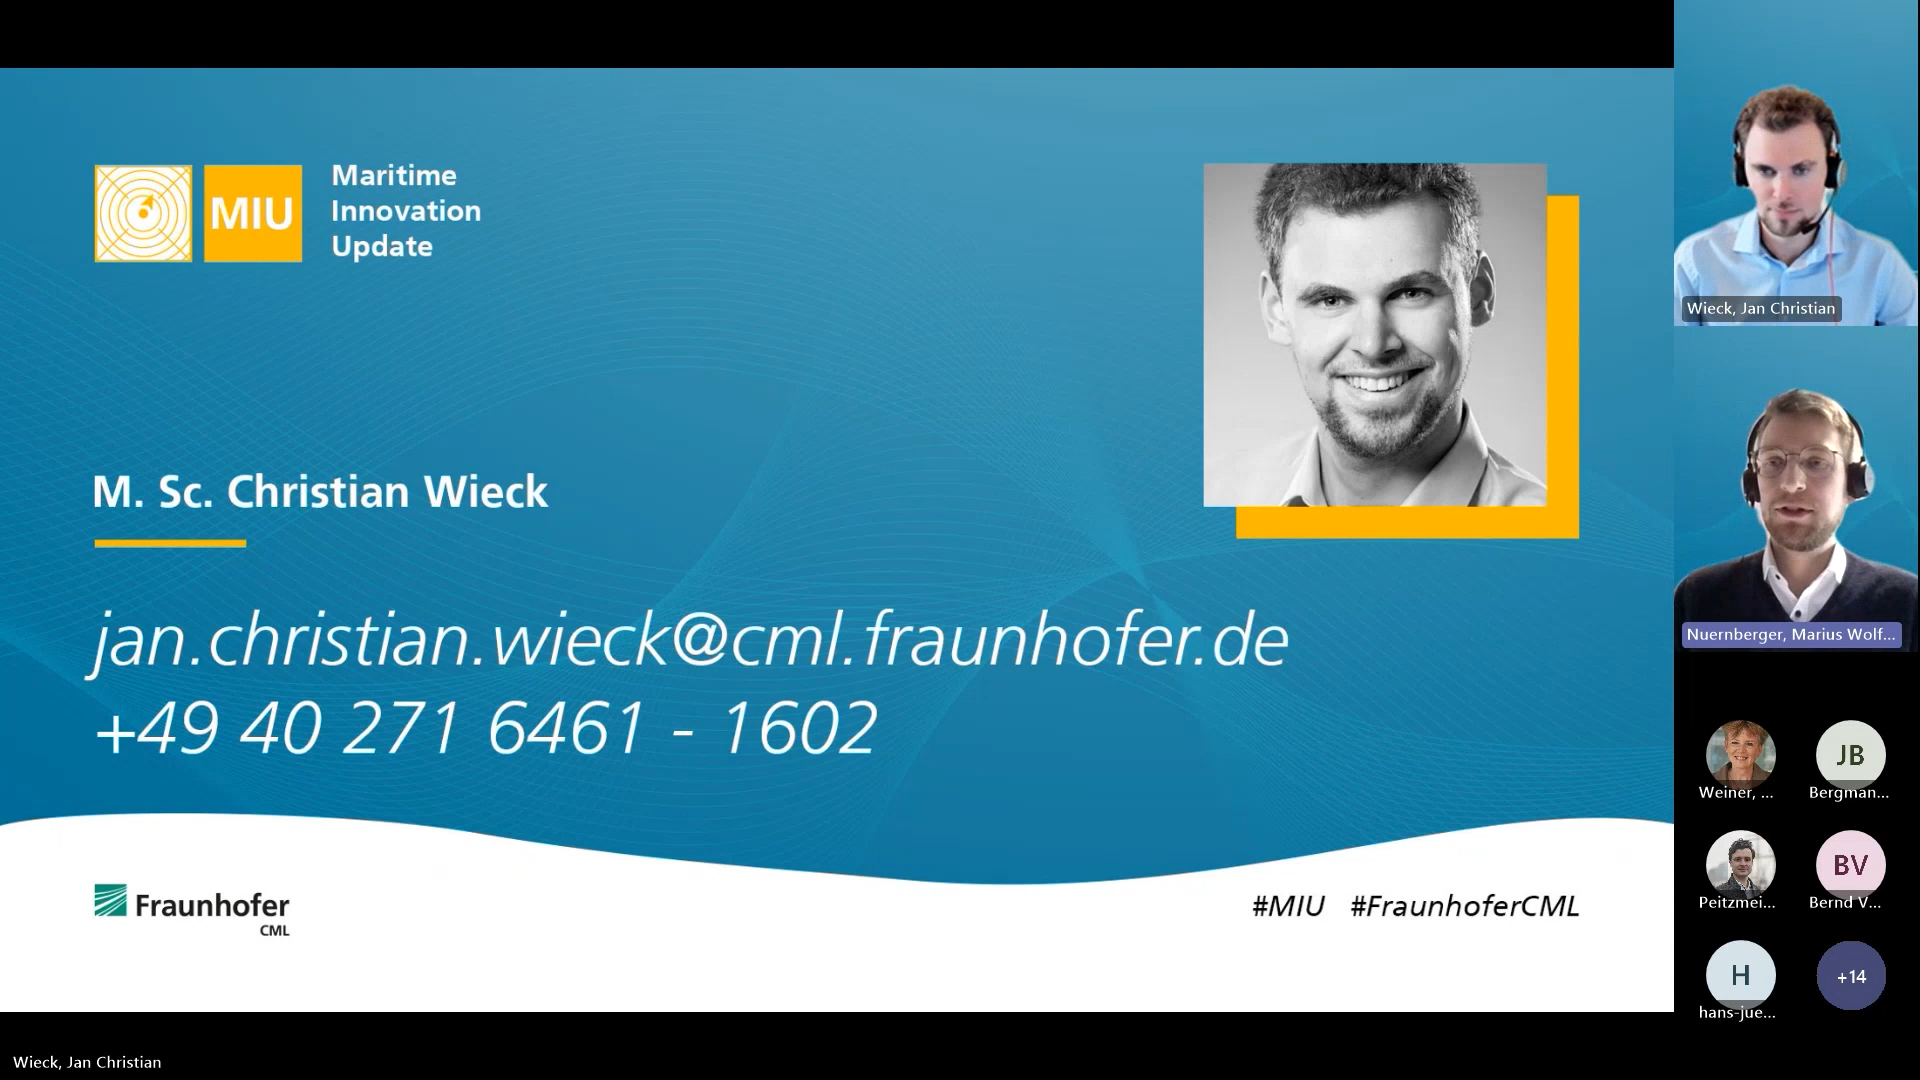 MIU
Maritime
Innovation
Update
M. Sc. Christian Wieck
jan.christian.wieck@cml.fraunhofer.de
+49 40 271 6461 - 1602
Fraunhofer
CML
#MIU #FraunhoferCML
Wieck, Jan Christian
Nuernberger, Marius Wolf...
JB
Weiner, ...
Bergman...
BV
Peitzmei...
Bernd V...
H
+14
hans-jue...
Wieck, Jan Christian